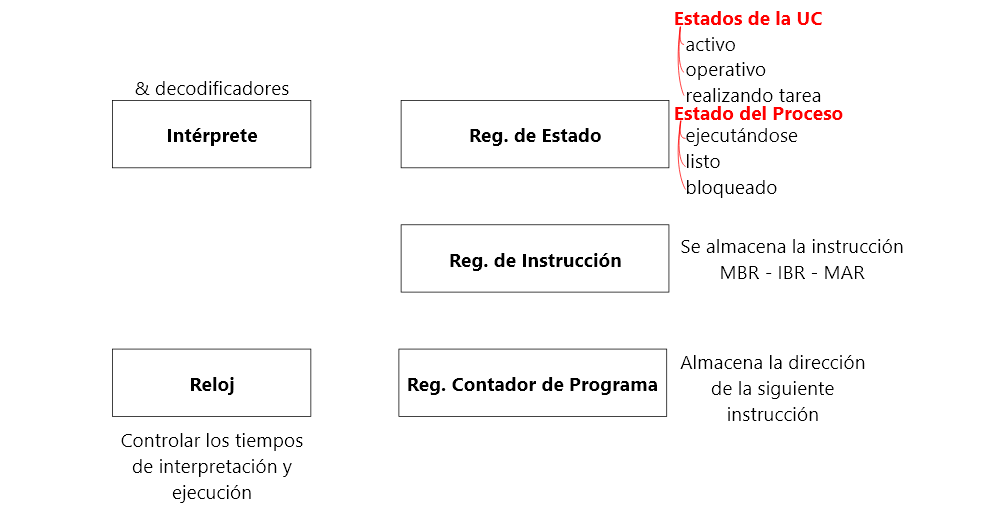 Estados de la UC
activo
operativo
realizando tarea
& decodificadores
Intérprete
Reg. de Estado
Estado del Proceso
ejecutándose
listo
bloqueado
Reg. de Instrucción
Se almacena la instrucción
MBR - IBR - MAR
Reloj
Controlar los tiempos
de interpretación y
ejecución
Reg. Contador de Programa
Almacena la dirección
de la siguiente
instrucción